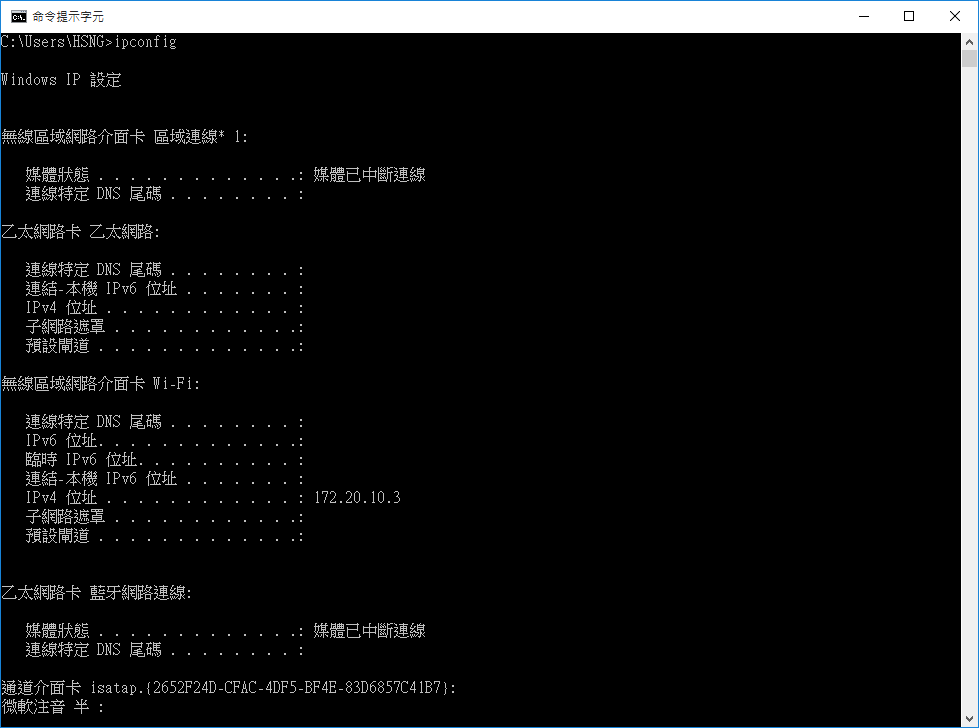 命令提示字元
C:\Users\HSNG>ipconfig
Windows IP 設定
無線區域網路介面卡 區域連線* 1:
媒體狀態 . . . . . . . . . . . . .: 媒體已中斷連線
連線特定 DNS 尾碼 . . . . . . . . :
乙太網路卡 乙太網路:
連線特定 DNS 尾碼 . . . . . . . . :
連結-本機 IPv6 位址 . . . . . . . :
IPv4 位址 . . . . . . . . . . . . :
子網路遮罩 . . . . . . . . . . . .:
預設閘道 . . . . . . . . . . . . .:
無線區域網路介面卡 Wi-Fi:
連線特定 DNS 尾碼 . . . . . . . . :
IPv6 位址. . . . . . . . . . . . .:
臨時 IPv6 位址. . . . . . . . . . :
連結-本機 IPv6 位址 . . . . . . . :
IPv4 位址 . . . . . . . . . . . . : 172.20.10.3
子網路遮罩 . . . . . . . . . . . .:
預設閘道 . . . . . . . . . . . . .:
乙太網路卡 藍牙網路連線:
媒體狀態 . . . . . . . . . . . . .: 媒體已中斷連線
連線特定 DNS 尾碼 . . . . . . . . :
通道介面卡 isatap.{2652F24D-CFAC-4DF5-BF4E-83D6857C41B7}:
微軟注音 半 :